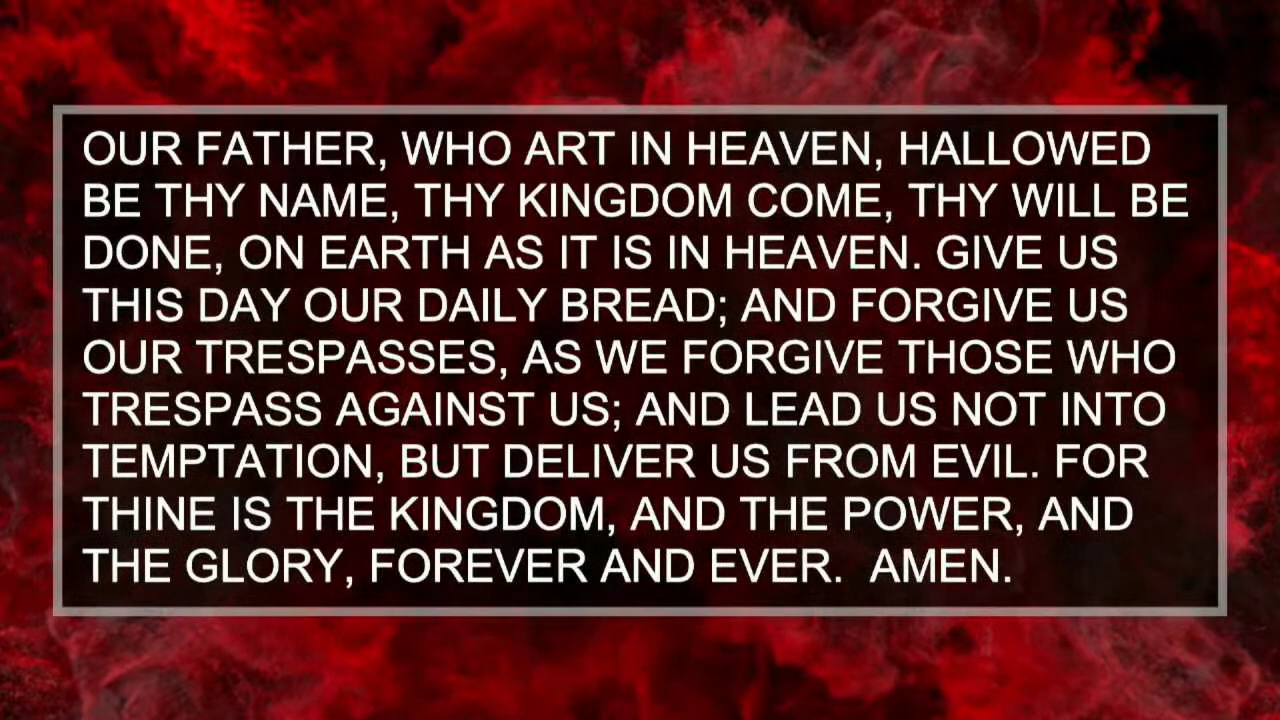 OUR FATHER, WHO ART IN HEAVEN, HALLOWED
BE THY NAME, THY KINGDOM COME, THY WILL BE
DONE, ON EARTH AS IT IS IN HEAVEN. GIVE US
THIS DAY OUR DAILY BREAD; AND FORGIVE US
OUR TRESPASSES, AS WE FORGIVE THOSE WHO
TRESPASS AGAINST US; AND LEAD US NOT INTO
TEMPTATION, BUT DELIVER US FROM EVIL. FOR
THINE IS THE KINGDOM, AND THE POWER, AND
THE GLORY, FOREVER AND EVER.  AMEN.